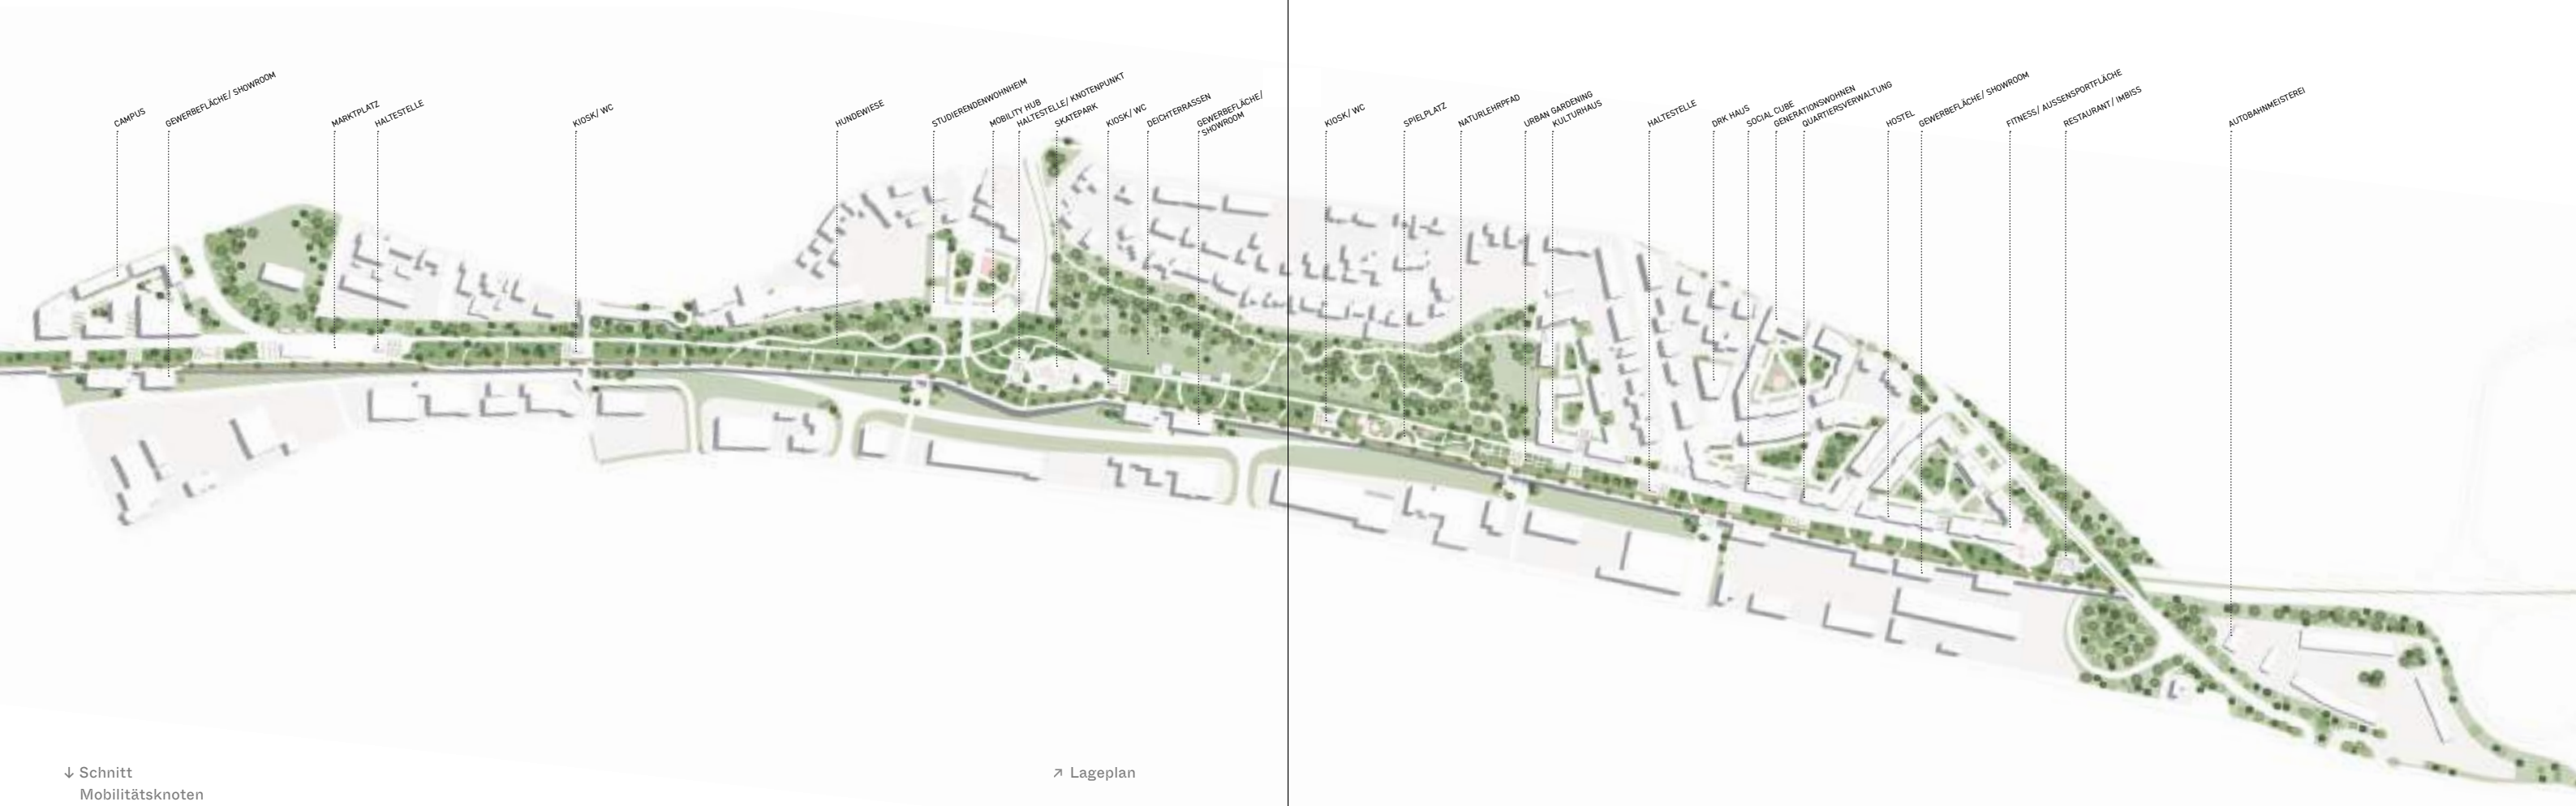 CAMPUS
GEWERBEFLÄCHE/ SHOWROOM
MARKTPLATZ
HALTESTELLE
KIOSK/ WC
HUNDEWIESE
STUDIERENDENWOHNHEIM
MOBILITY HUB
HALTESTELLE/ KNOTENPUNKT
SKATEPARK
KIOSK/ WC
DEICHTERRASSEN
GEWERBEFLÄCHE/
SHOWROOM
KIOSK/ WC
SPIELPLATZ
NATURLEHRPFAD
URBAN GARDENING
KULTURHAUS
HALTESTELLE
DRK HAUS
SOCIAL CUBE
GENERATIONSWOHNEN
QUARTIERSVERWALTUNG
HOSTEL
GEWERBEFLÄCHE/ SHOWROOM
FITNESS/ AUSSENSPORTFLÄCHE
RESTAURANT/ IMBISS
AUTOBAHNMEISTEREI
↓ Schnitt
Mobilitätsknoten
↗ Lageplan